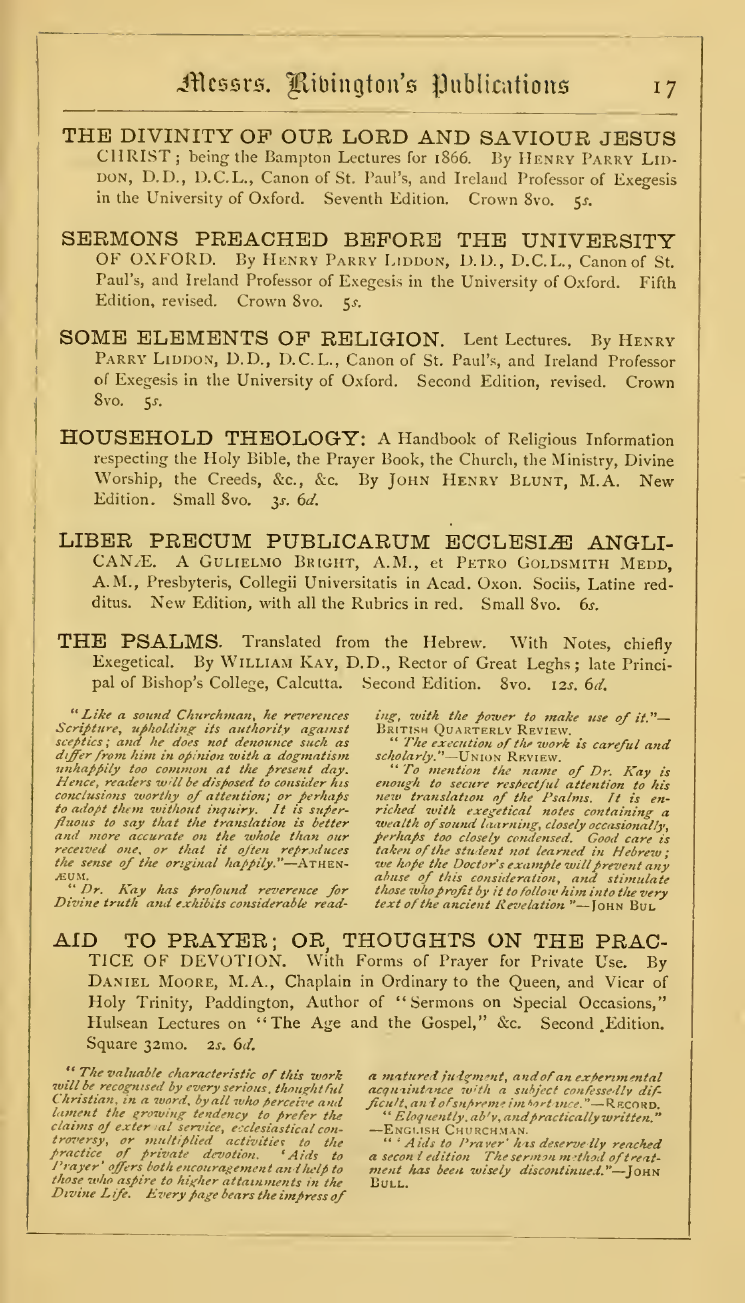 Messrs. Rivington's Publications 17
THE DIVINITY OF OUR LORD AND SAVIOUR JESUS
CHRIST; being the Bampton Lectures for 1866. By HENRY PARRY LID-
DON, D.D., D.C.L., Canon of St. Paul's, and Ireland Professor of Exegesis
in the University of Oxford. Seventh Edition. Crown 8vo. 5s.
SERMONS PREACHED BEFORE THE UNIVERSITY
OF OXFORD. By HENRY PARRY LIDDON, D.D., D.C.L., Canon of St.
Paul's, and Ireland Professor of Exegesis in the University of Oxford. Fifth
Edition, revised. Crown 8vo. 5s.
SOME ELEMENTS OF RELIGION. Lent Lectures. By HENRY
PARRY LIDDON, D.D., D.C.L., Canon of St. Paul's, and Ireland Professor
of Exegesis in the University of Oxford. Second Edition, revised. Crown
8vo. 5s.
HOUSEHOLD THEOLOGY: A Handbook of Religious Information
respecting the Holy Bible, the Prayer Book, the Church, the Ministry, Divine
Worship, the Creeds, &c., &c. By JOHN HENRY BLUNT, M.A. New
Edition. Small 8vo. 3s. 6d.
LIBER PRECUM PUBLICARUM ECCLESIÆ ANGLI-
CANÆ. A GULIELMO BRIGHT, A.M., et PETRO GOLDSMITH MEDD,
A.M., Presbyteris, Collegii Universitatis in Acad. Oxon. Sociis, Latine red-
ditus. New Edition, with all the Rubrics in red. Small 8vo. 6s.
THE PSALMS. Translated from the Hebrew. With Notes, chiefly
Exegetical. By WILLIAM KAY, D.D., Rector of Great Leghs; late Princi-
pal of Bishop's College, Calcutta. Second Edition. 8vo. 12s. 6d.
"Like a sound Churchman, he reverences
Scripture, upholding its authority against
sceptics; and he does not denounce such as
differ from him in opinion with a dogmatism
unhappily too common at the present day.
Hence, readers will be disposed to consider his
conclusions worthy of attention; or perhaps
to adopt them without inquiry. It is super-
fluous to say that the translation is better
and more accurate on the whole than our
received one, or that it often reproduces
the sense of the original happily."—ATHEN-
ÆUM.
"Dr. Kay has profound reverence for
Divine truth and exhibits considerable read-
ing, with the power to make use of it."—
BRITISH QUARTERLY REVIEW.
"The execution of the work is careful and
scholarly."—UNION REVIEW.
"To mention the name of Dr. Kay is
enough to secure respectful attention to his
new translation of the Psalms. It is en-
riched with exegetical notes containing a
wealth of sound learning, closely occasionally,
perhaps too closely condensed. Good care is
taken of the student not learned in Hebrew;
we hope the Doctor's example will prevent any
abuse of this consideration, and stimulate
those who profit by it to follow him into the very
text of the ancient Revelation"—JOHN BUL
AID TO PRAYER; OR, THOUGHTS ON THE PRAC-
TICE OF DEVOTION. With Forms of Prayer for Private Use. By
DANIEL MOORE, M.A., Chaplain in Ordinary to the Queen, and Vicar of
Holy Trinity, Paddington, Author of "Sermons on Special Occasions,"
Hulsean Lectures on "The Age and the Gospel," &c. Second Edition.
Square 32mo. 2s. 6d.
"The valuable characteristic of this work
will be recognised by every serious, thoughtful
Christian, in a word, by all who perceive and
lament the growing tendency to prefer the
claims of external service, ecclesiastical con-
troversy, or multiplied activities to the
practice of private devotion. 'Aids to
Prayer' offers both encouragement and help to
those who aspire to higher attainments in the
Divine Life. Every page bears the impress of
a matured judgment, and of an experimental
acquaintance with a subject confessedly dif-
ficult, and of supreme importance."—RECORD.
"Eloquently, ably, and practically written."
—ENGLISH CHURCHMAN.
"'Aids to Prayer' has deservedly reached
a second edition The sermon method of treat-
ment has been wisely discontinued."—JOHN
BULL.